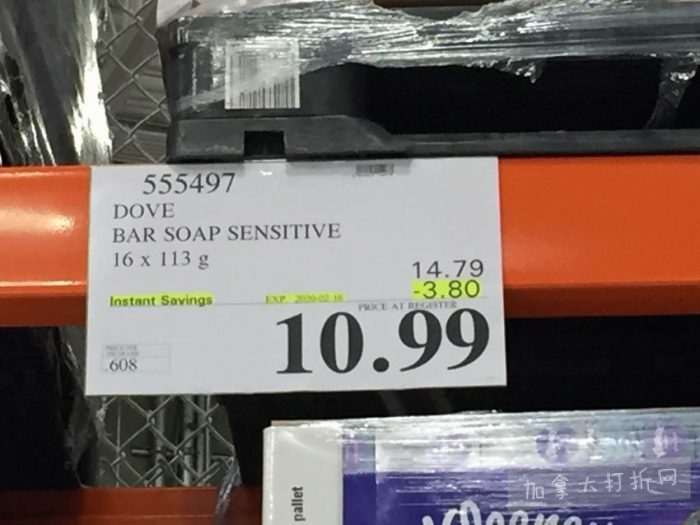 555497
DOVE
BAR SOAP SENSITIVE
16 x 113 g
14.79
Instant Savings EXP. 2020-02-16 -3.80
PRICE AT REGISTER
10.99
608
pallet
Kleene
加拿大打折网